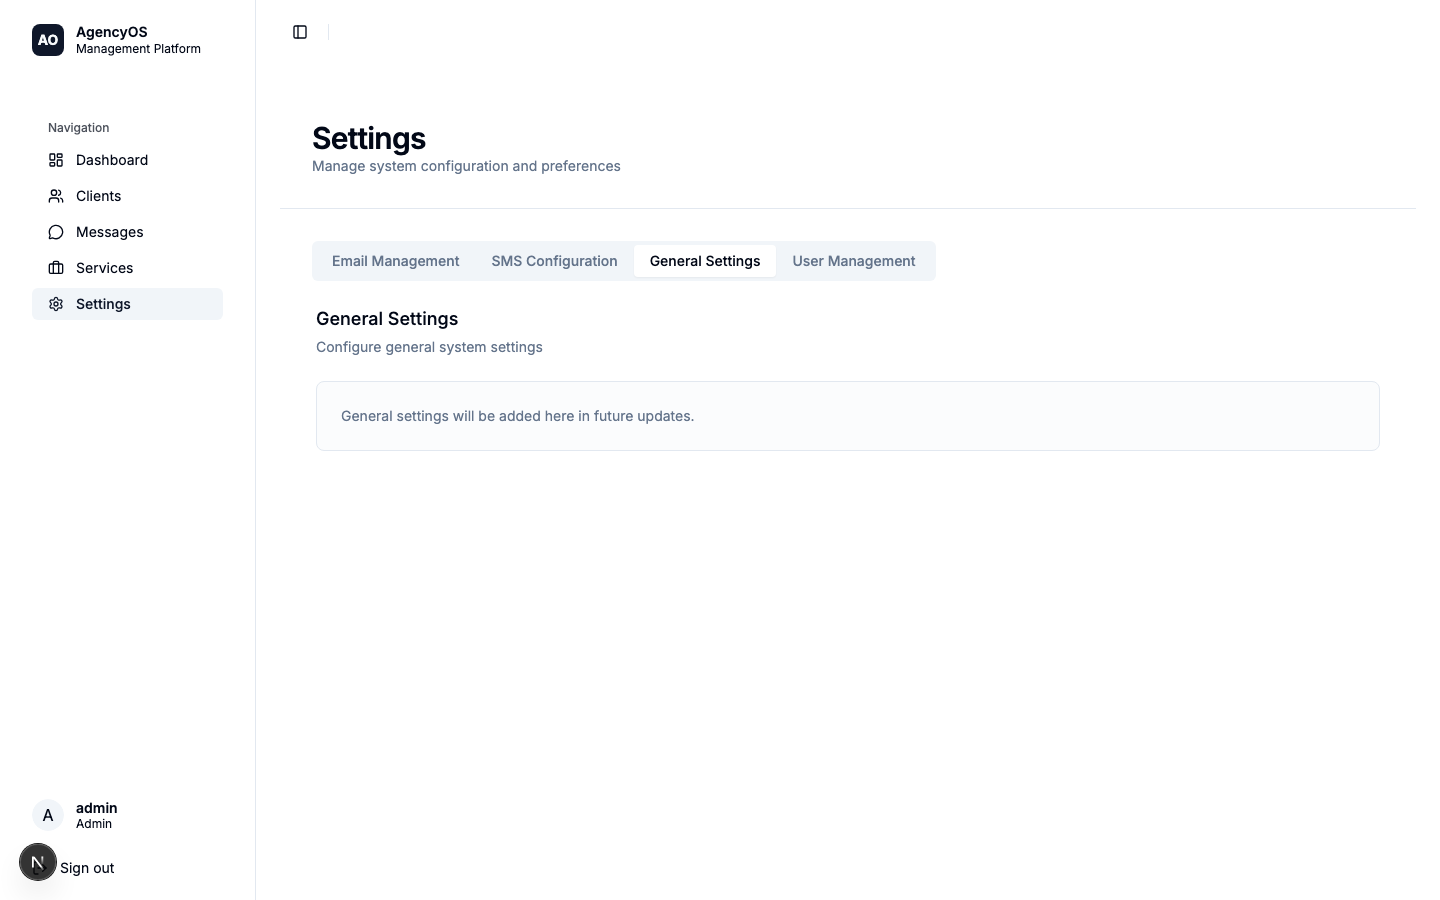 AO
AgencyOS
Management Platform
Navigation
Dashboard
Clients
Messages
Services
Settings
A
admin
Admin
N
Sign out
Settings
Manage system configuration and preferences
Email Management
SMS Configuration
General Settings
User Management
General Settings
Configure general system settings
General settings will be added here in future updates.